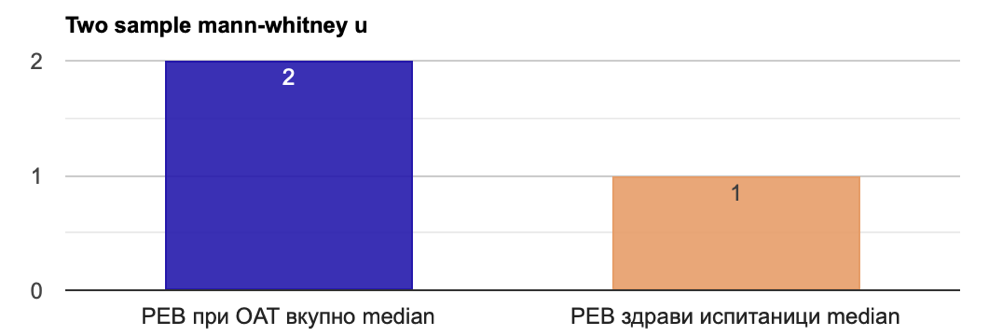 Two sample mann-whitney u
2
2
1
1
0
РЕВ при ОАТ вкупно median
РЕВ здрави испитаници median